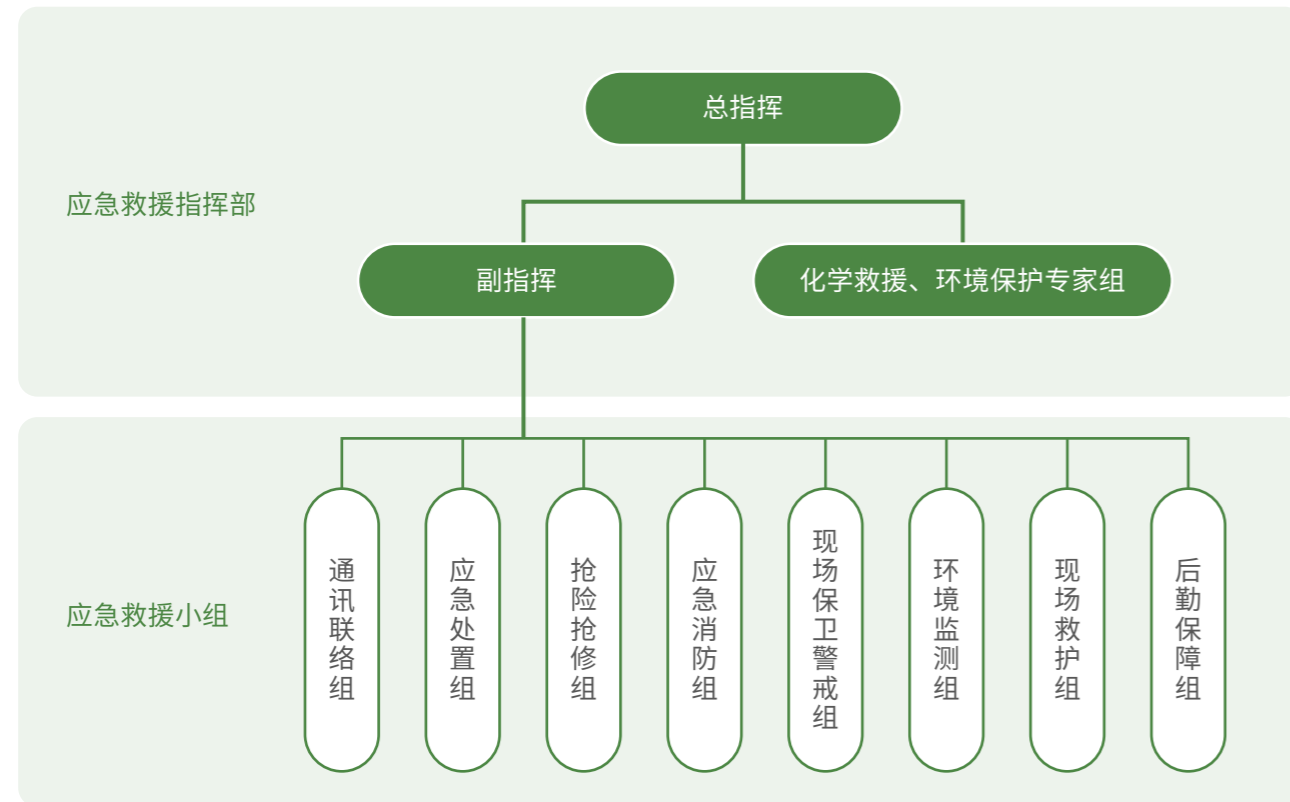 总指挥
应急救援指挥部
副指挥
化学救援、环境保护专家组
应急救援小组
通讯联络组
应急处置组
抢险抢修组
应急消防组
现场保卫警戒组
环境监测组
现场救护组
后勤保障组